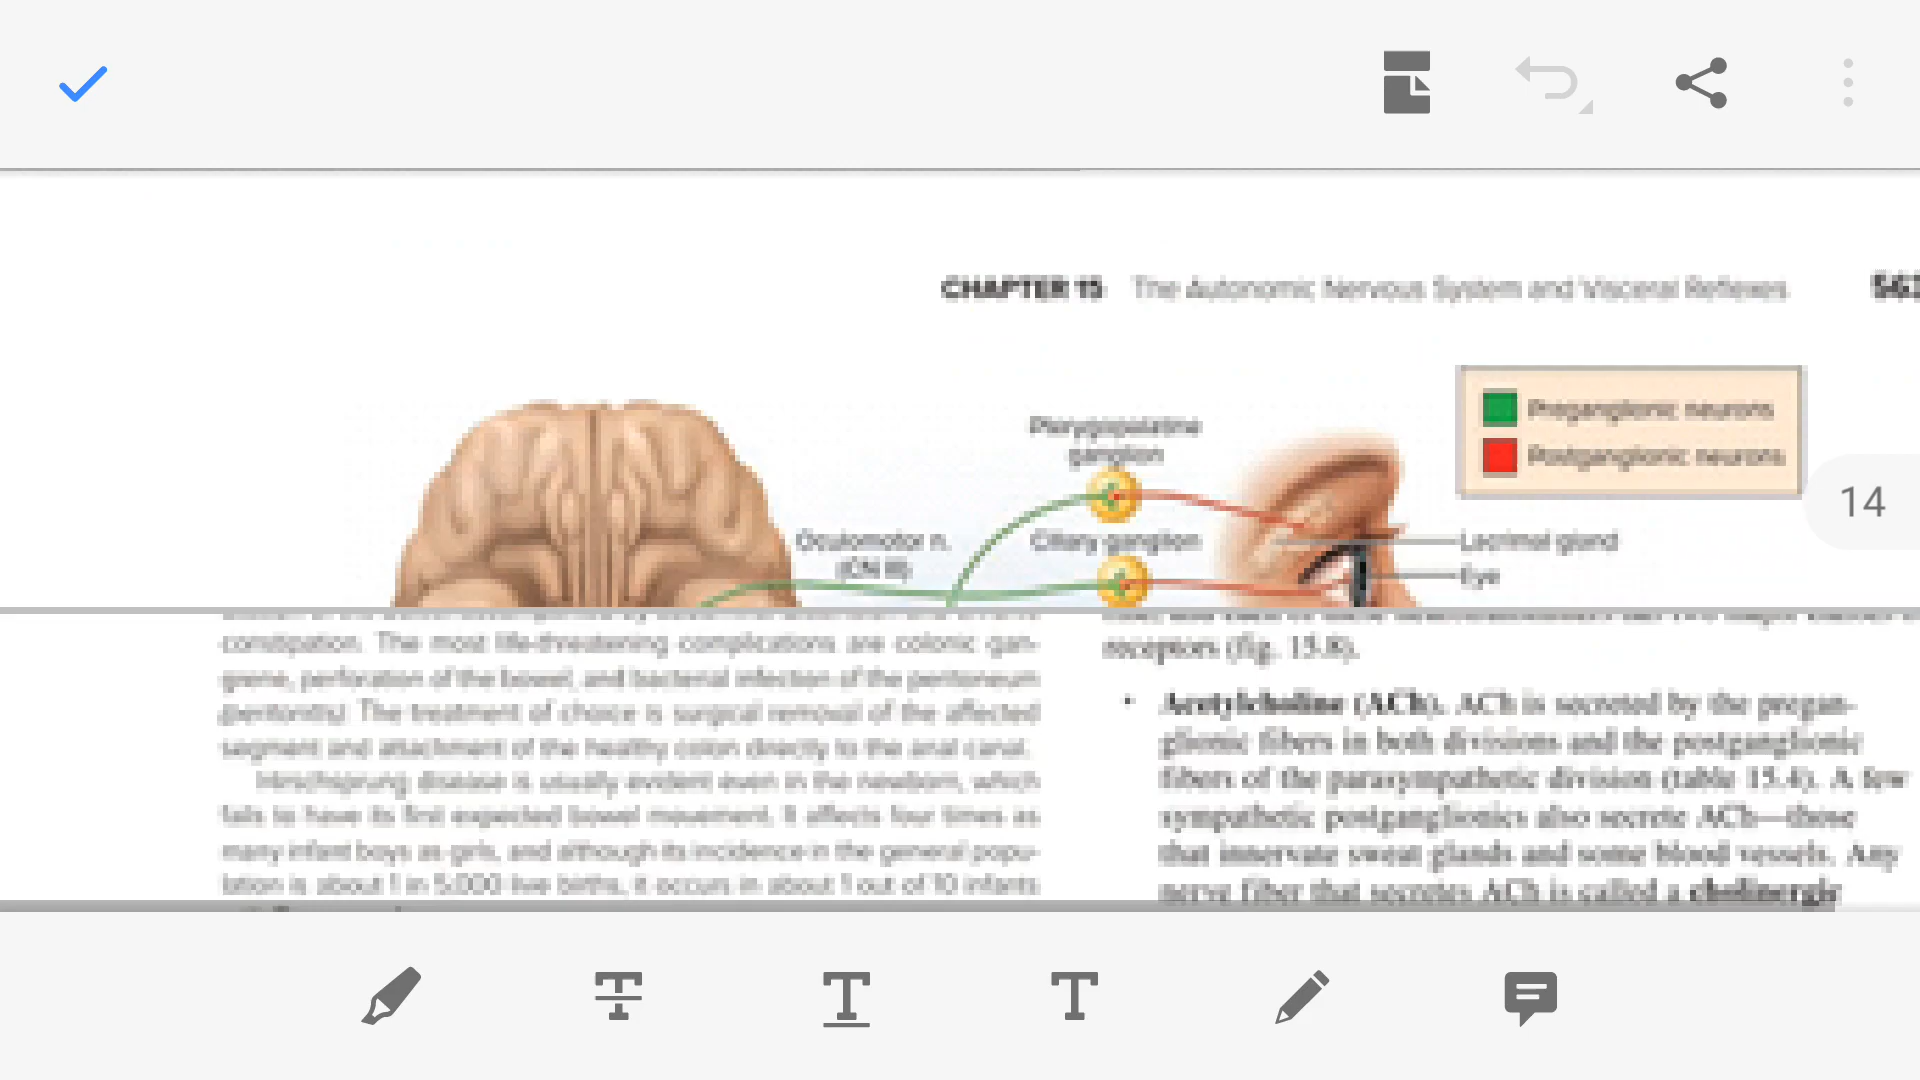 CHAPTER 15 The Autonomic Nervous System and Visceral Reflexes 563
Preganglionic neurons
Postganglionic neurons
Pterygopalatine
ganglion
Oculomotor n.
(CN III)
Ciliary ganglion
Lacrimal gland
Eye
14
constipation. The most life-threatening complications are colonic gan-
grene, perforation of the bowel, and bacterial infection of the peritoneum
(peritonitis). The treatment of choice is surgical removal of the affected
segment and attachment of the healthy colon directly to the anal canal.
Hirschsprung disease is usually evident even in the newborn, which
fails to have its first expected bowel movement. It affects four times as
many infant boys as girls, and although its incidence in the general popu-
lation is about 1 in 5,000 live births, it occurs in about 1 out of 10 infants
receptors (fig. 15.8).
• Acetylcholine (ACh). ACh is secreted by the pregan-
glionic fibers in both divisions and the postganglionic
fibers of the parasympathetic division (table 15.4). A few
sympathetic postganglionics also secrete ACh—those
that innervate sweat glands and some blood vessels. Any
nerve fiber that secretes ACh is called a cholinergic